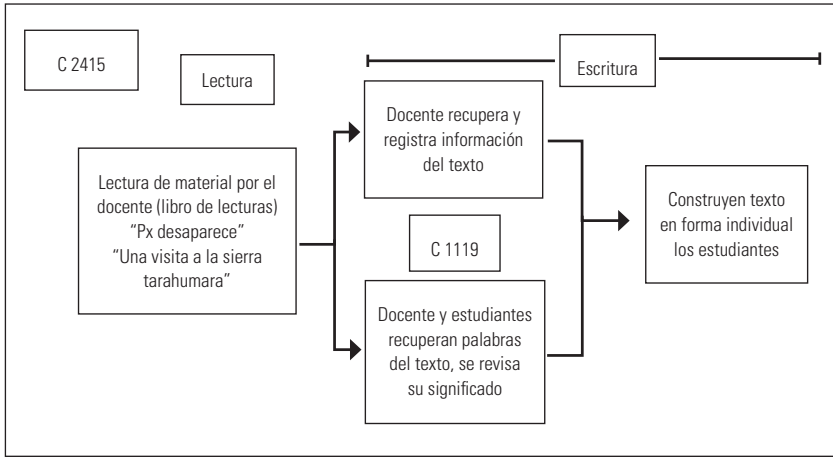 C 2415
Lectura
Escritura
Lectura de material por el
docente (libro de lecturas)
“Px desaparece”
“Una visita a la sierra
tarahumara”
Docente recupera y
registra información
del texto
C 1119
Docente y estudiantes
recuperan palabras
del texto, se revisa
su significado
Construyen texto
en forma individual
los estudiantes